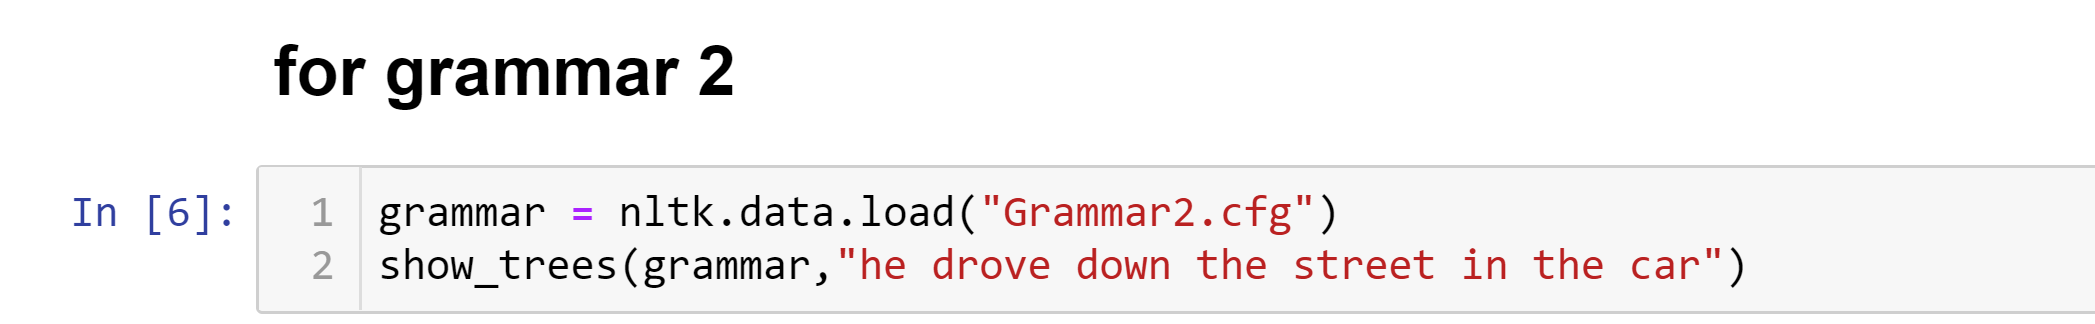 for grammar 2
In [6]:
1 grammar = nltk.data.load("Grammar2.cfg")
2 show_trees(grammar,"he drove down the street in the car")